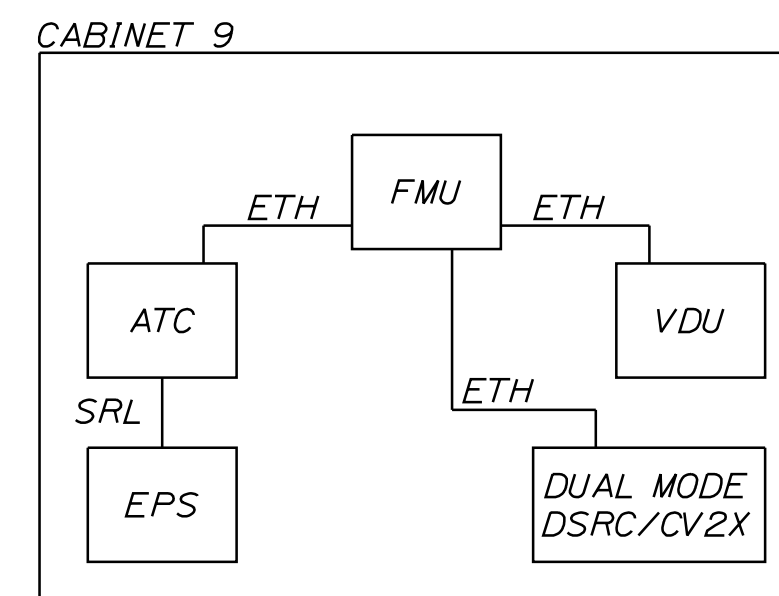 CABINET 9
FMU
ETH
ETH
ATC
VDU
ETH
SRL
EPS
DUAL MODE
DSRC/CV2X